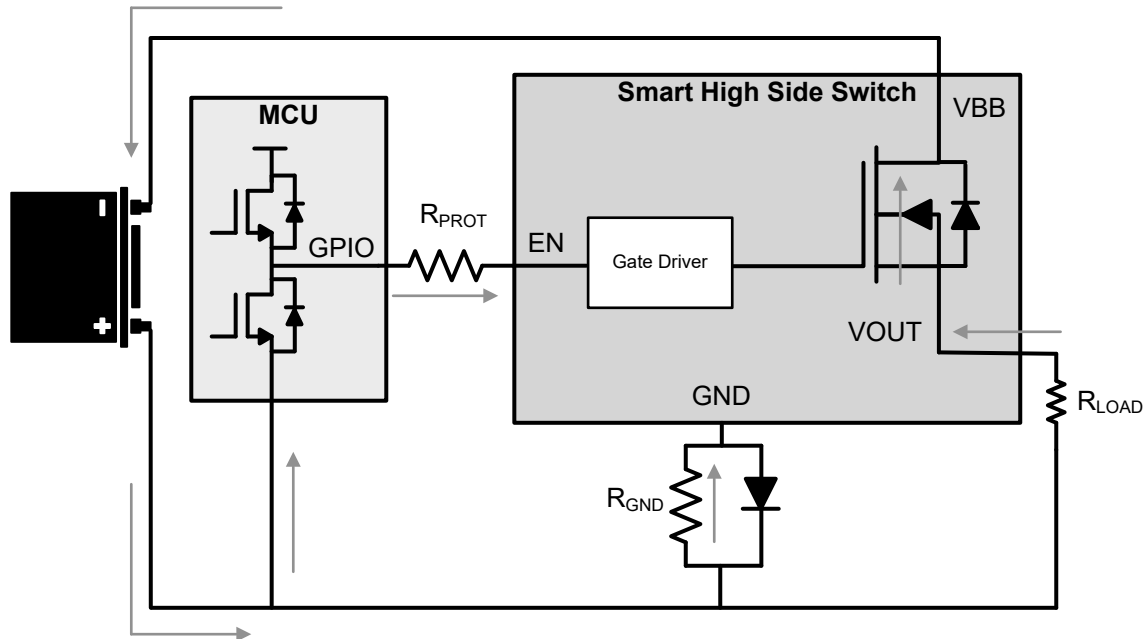 Smart High Side Switch
VBB
MCU
-
R_PROT
GPIO
EN
Gate Driver
+
VOUT
GND
R_LOAD
R_GND